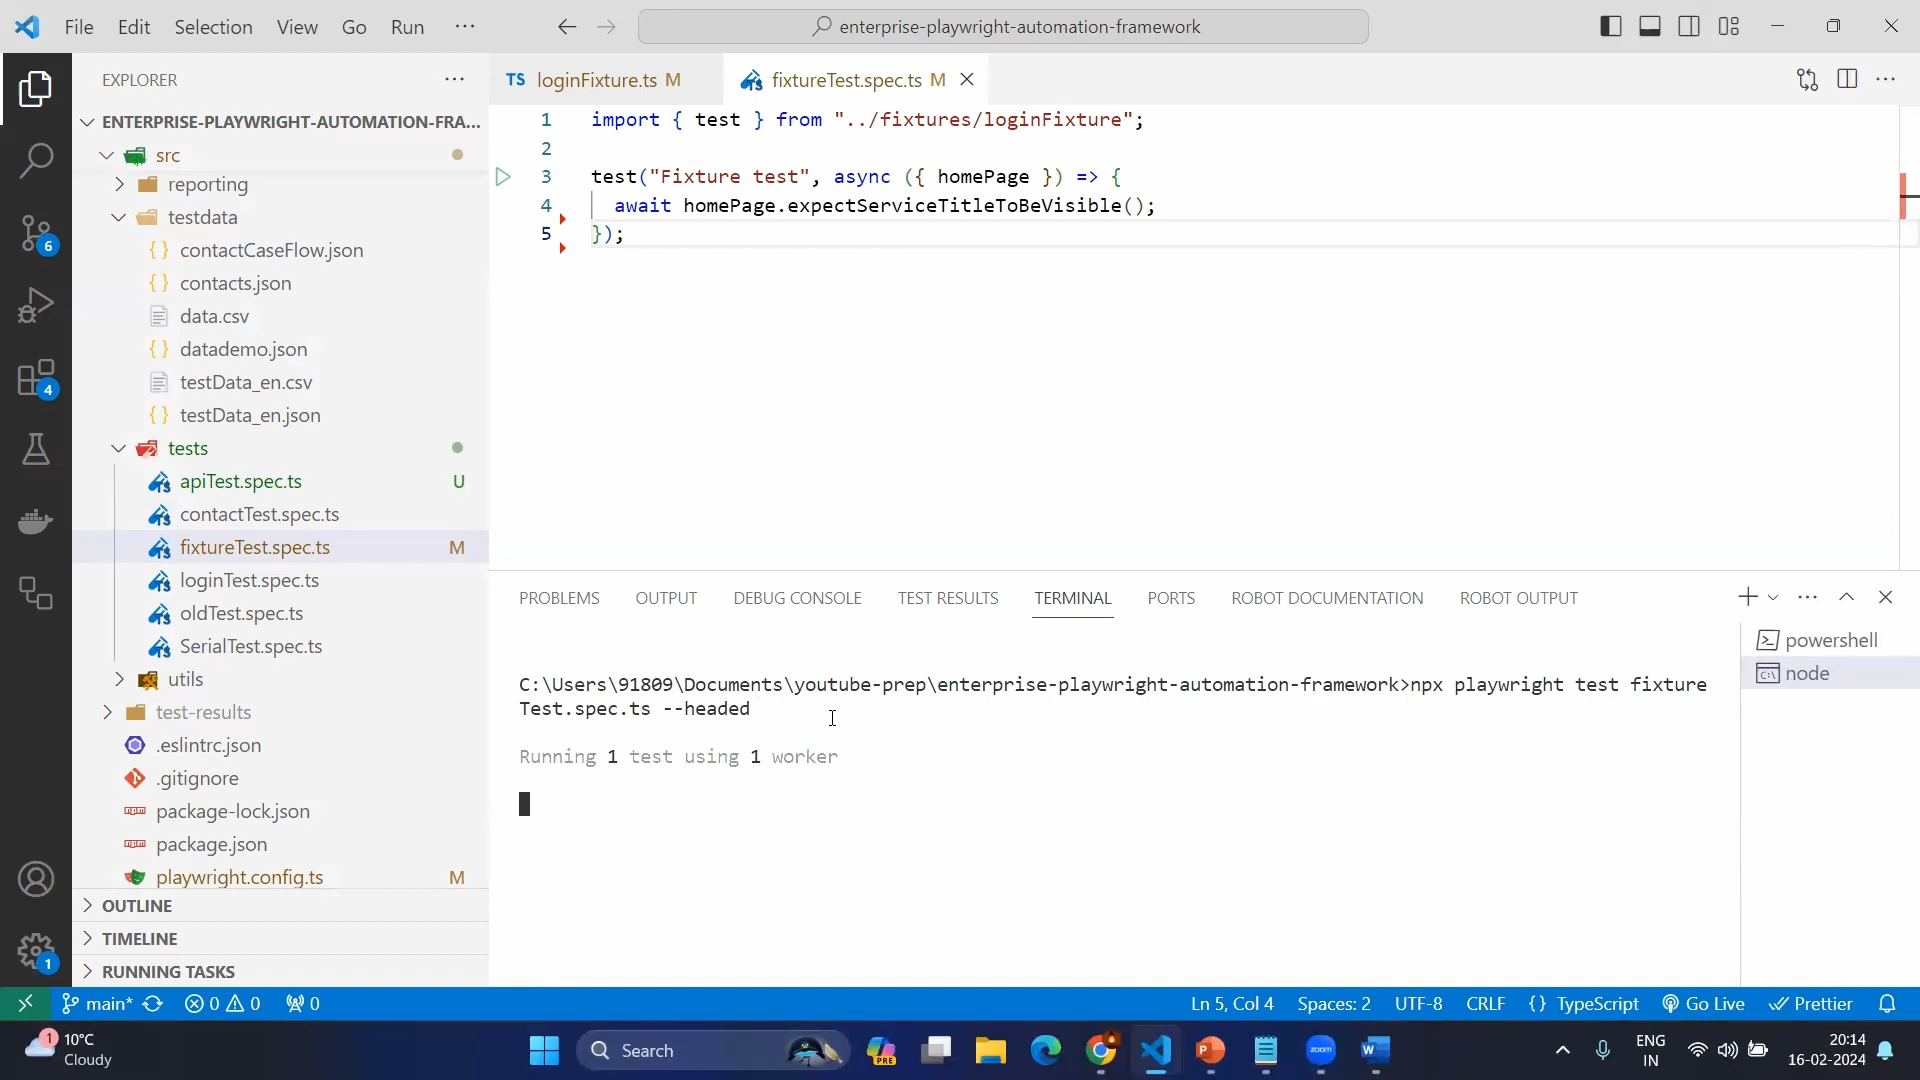 File Edit Selection View Go Run ···
enterprise-playwright-automation-framework
EXPLORER ···
TS loginFixture.ts M
fixtureTest.spec.ts M
···
ENTERPRISE-PLAYWRIGHT-AUTOMATION-FRA...
src
reporting
testdata
{} contactCaseFlow.json
{} contacts.json
data.csv
{} datademo.json
testData_en.csv
{} testData_en.json
tests
apiTest.spec.ts U
contactTest.spec.ts
fixtureTest.spec.ts M
loginTest.spec.ts
oldTest.spec.ts
SerialTest.spec.ts
utils
test-results
.eslintrc.json
.gitignore
package-lock.json
package.json
playwright.config.ts M
OUTLINE
TIMELINE
RUNNING TASKS
6
4
1
1 import { test } from "../fixtures/loginFixture";
2
3 test("Fixture test", async ({ homePage }) => {
4 await homePage.expectServiceTitleToBeVisible();
5 });
PROBLEMS OUTPUT DEBUG CONSOLE TEST RESULTS TERMINAL PORTS ROBOT DOCUMENTATION ROBOT OUTPUT
···
powershell
node
C:\Users\91809\Documents\youtube-prep\enterprise-playwright-automation-framework>npx playwright test fixture
Test.spec.ts --headed
Running 1 test using 1 worker
main* 0 0 0
Ln 5, Col 4 Spaces: 2 UTF-8 CRLF {} TypeScript Go Live Prettier
1
10°C
Cloudy
Search
PRE
zoom
ENG
IN
20:14
16-02-2024